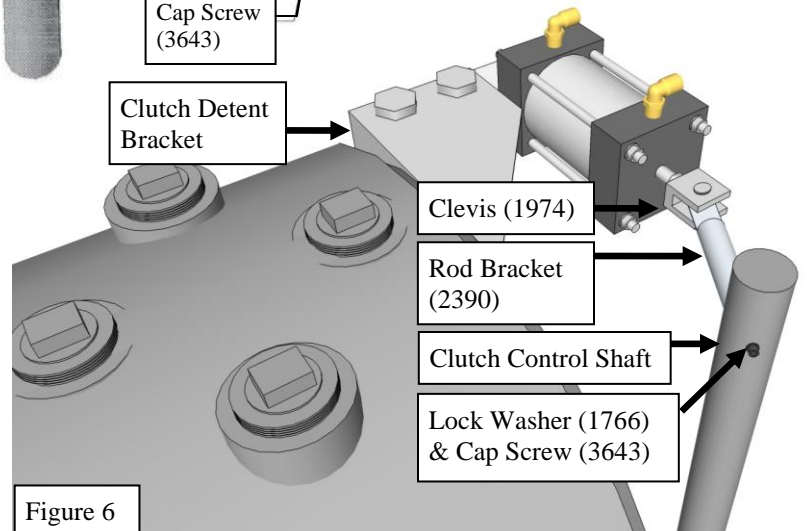 Cap Screw
(3643)
Clutch Detent
Bracket
Clevis (1974)
Rod Bracket
(2390)
Clutch Control Shaft
Lock Washer (1766)
& Cap Screw (3643)
Figure 6